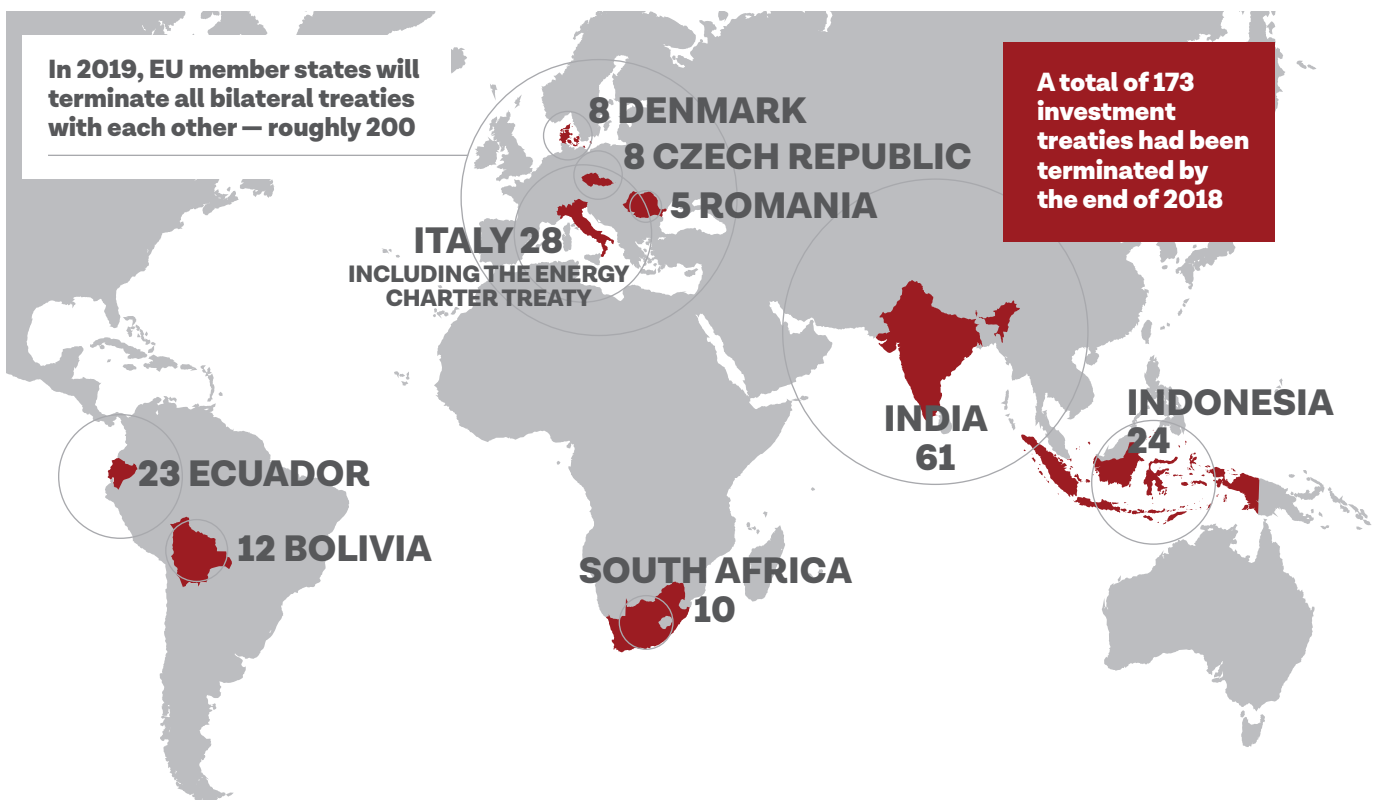 In 2019, EU member states will
terminate all bilateral treaties
with each other — roughly 200
A total of 173
investment
treaties had been
terminated by
the end of 2018
8 DENMARK
8 CZECH REPUBLIC
5 ROMANIA
ITALY 28
INCLUDING THE ENERGY
CHARTER TREATY
INDIA
61
INDONESIA
24
23 ECUADOR
12 BOLIVIA
SOUTH AFRICA
10